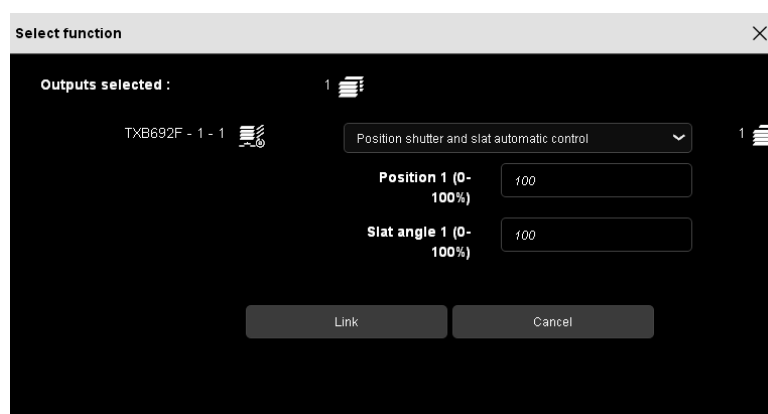 Select function
Outputs selected :
1
TXB692F - 1 - 1
Position shutter and slat automatic control
1
Position 1 (0-
100%)
100
Slat angle 1 (0-
100%)
100
Link
Cancel